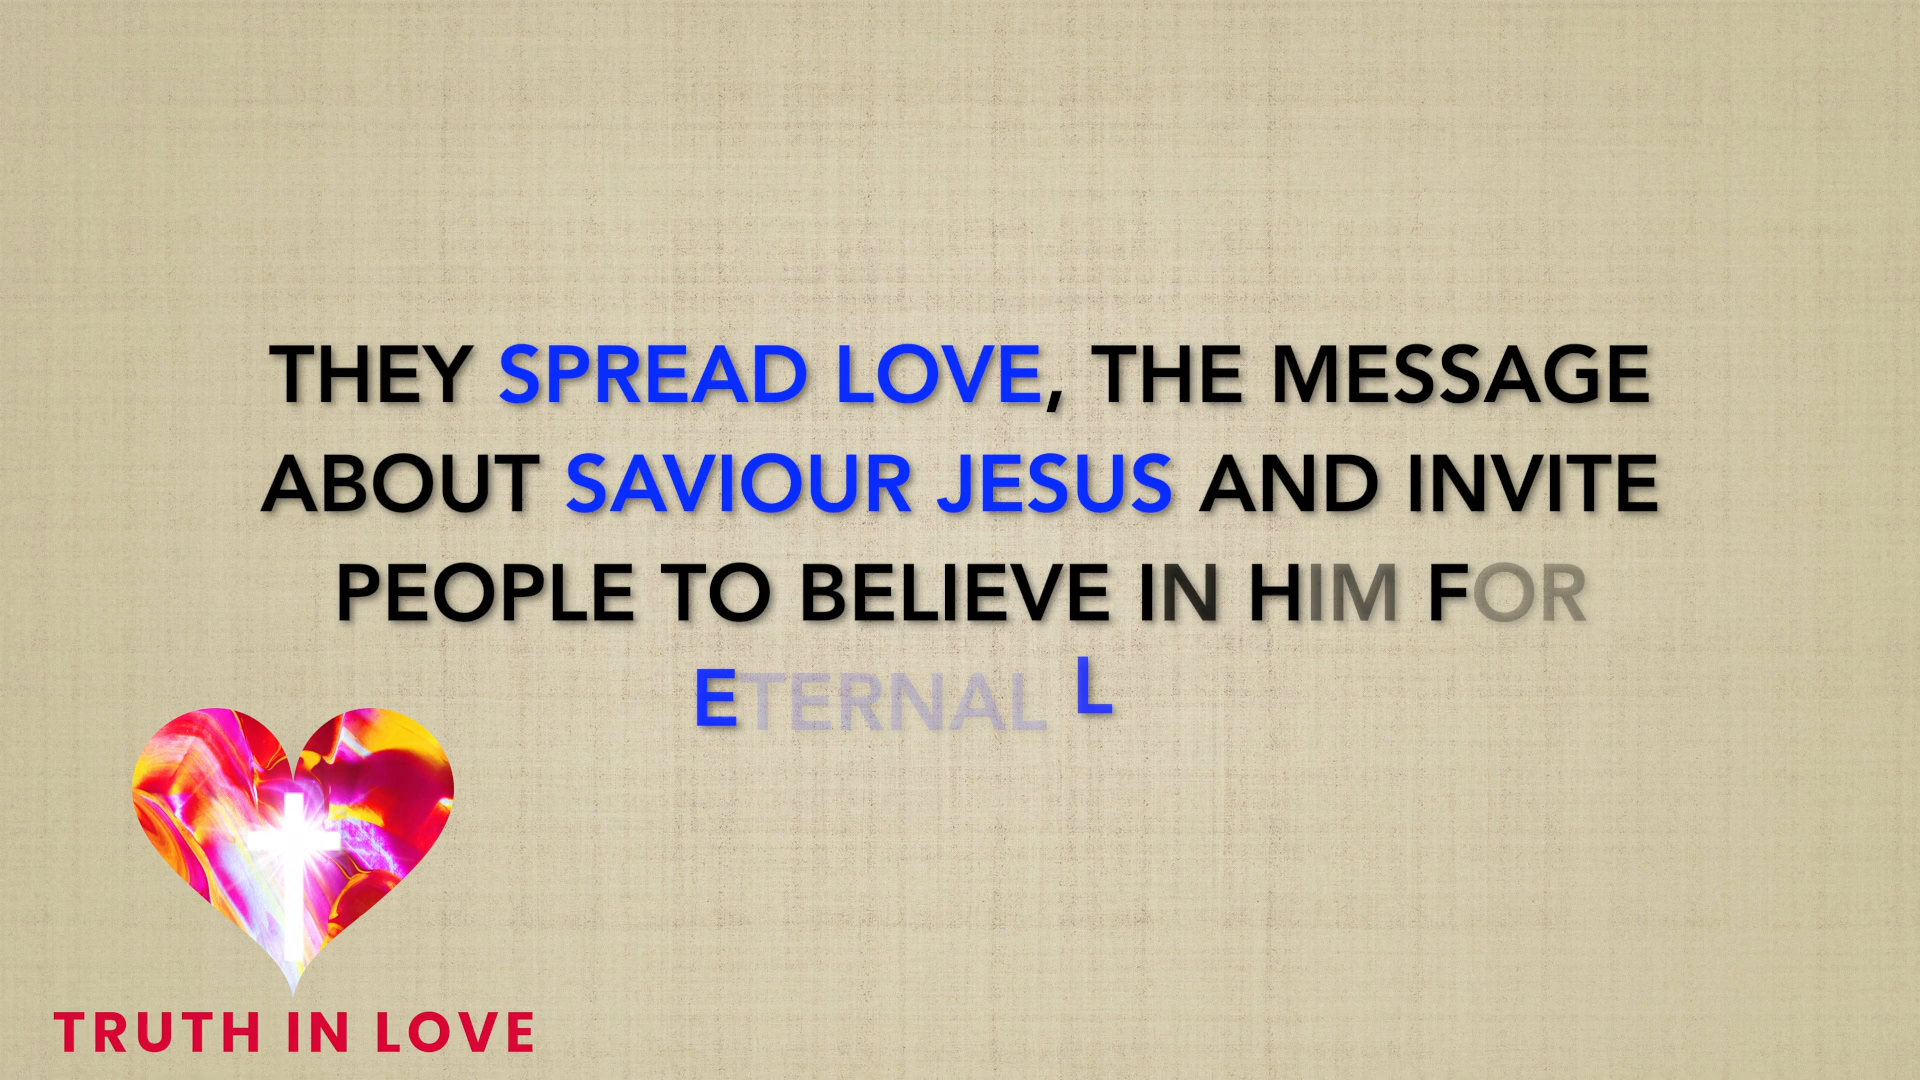 THEY SPREAD LOVE, THE MESSAGE
ABOUT SAVIOUR JESUS AND INVITE
PEOPLE TO BELIEVE IN HIM FOR
ETERNAL L
TRUTH IN LOVE